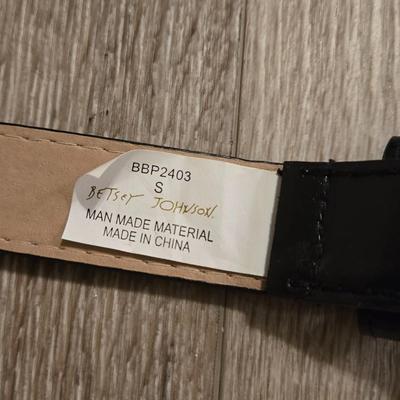 BBP2403
S
BETSEY JOHNSON.
MAN MADE MATERIAL
MADE IN CHINA